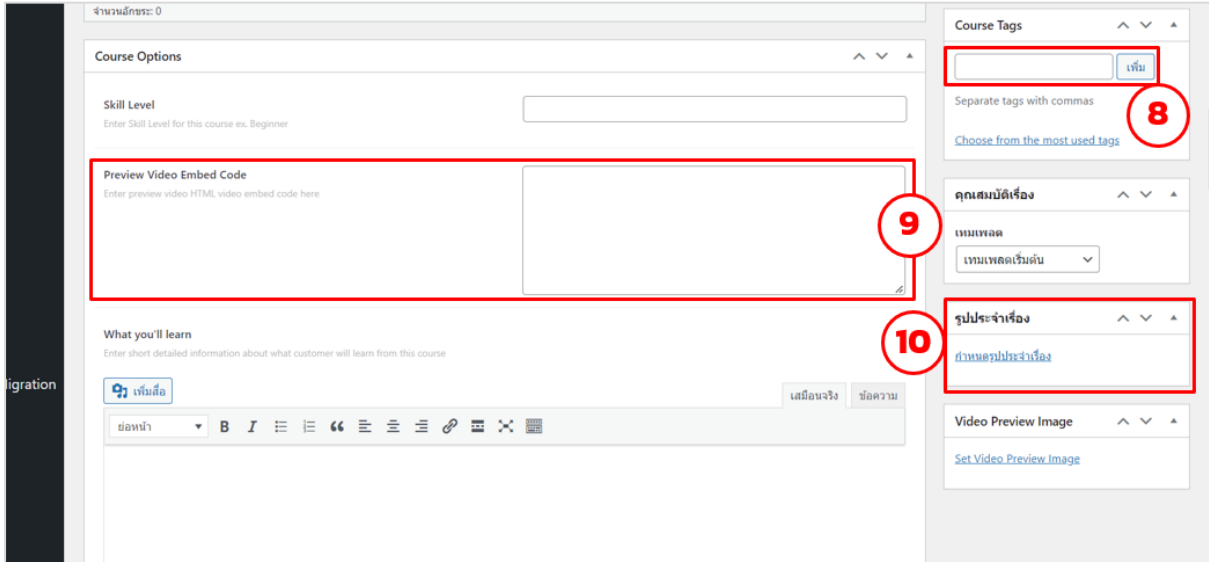 จำนวนอักขระ: 0
Course Options
Skill Level
Enter Skill Level for this course ex. Beginner
Preview Video Embed Code
Enter preview video HTML video embed code here
9
What you'll learn
Enter short detailed information about what customer will learn from this course
เพิ่มสื่อ
เสมือนจริง ข้อความ
ย่อหน้า
B I
igration
Course Tags
เพิ่ม
Separate tags with commas
8
Choose from the most used tags
คุณสมบัติเรื่อง
เทมเพลต
เทมเพลตเริ่มต้น
10
รูปประจำเรื่อง
กำหนดรูปประจำเรื่อง
Video Preview Image
Set Video Preview Image